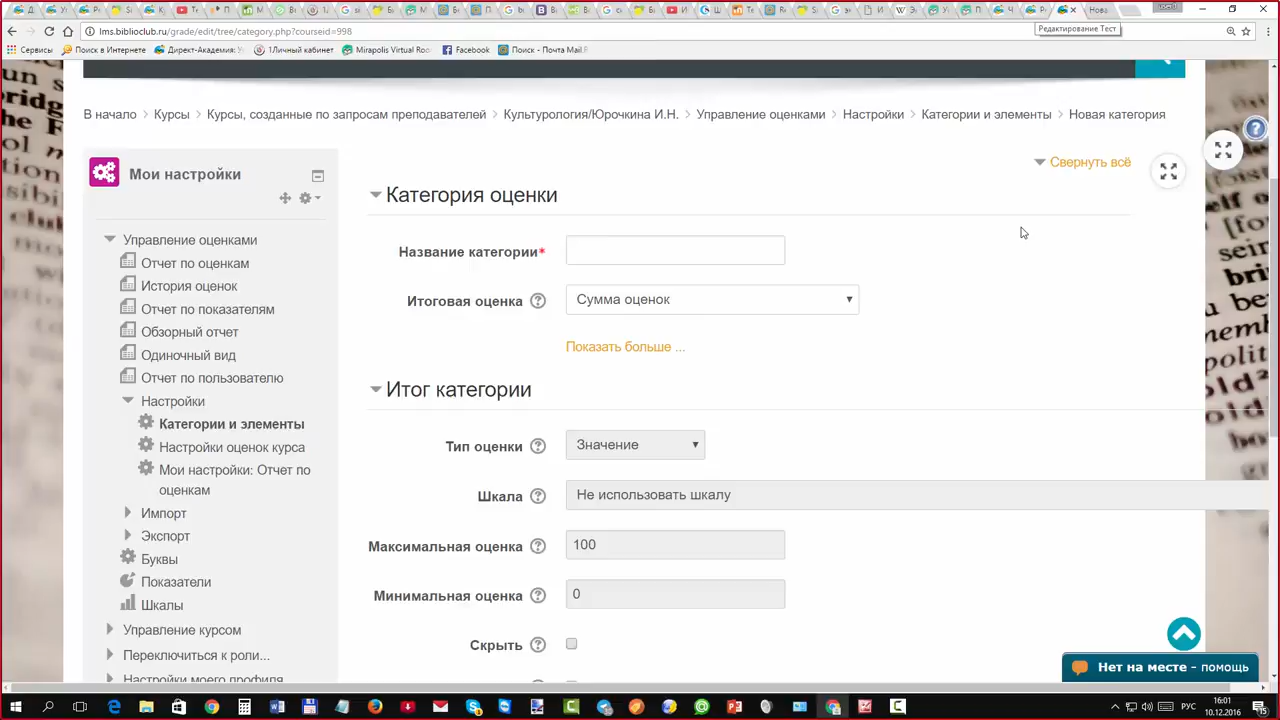 Нова
Редактирование Тест
lms.biblioclub.ru/grade/edit/tree/category.php?courseid=998
Сервисы Поиск в Интернете Директ-Академия: 1Личный кабинет Mirapolis Virtual Roo Facebook Поиск - Почта Mail.R
В начало Курсы Курсы, созданные по запросам преподавателей Культурология/Юрочкина И.Н. Управление оценками Настройки Категории и элементы Новая категория
Свернуть всё
Мои настройки
Управление оценками
Отчет по оценкам
История оценок
Отчет по показателям
Обзорный отчет
Одиночный вид
Отчет по пользователю
Настройки
Категории и элементы
Настройки оценок курса
Мои настройки: Отчет по
оценкам
Импорт
Экспорт
Буквы
Показатели
Шкалы
Управление курсом
Переключиться к роли...
Настройки моего профиля
Категория оценки
Название категории*
Итоговая оценка Сумма оценок
Показать больше ...
Итог категории
Тип оценки Значение
Шкала Не использовать шкалу
Максимальная оценка 100
Минимальная оценка 0
Скрыть
Нет на месте - помощь
РУС
16:01
10.12.2016
15